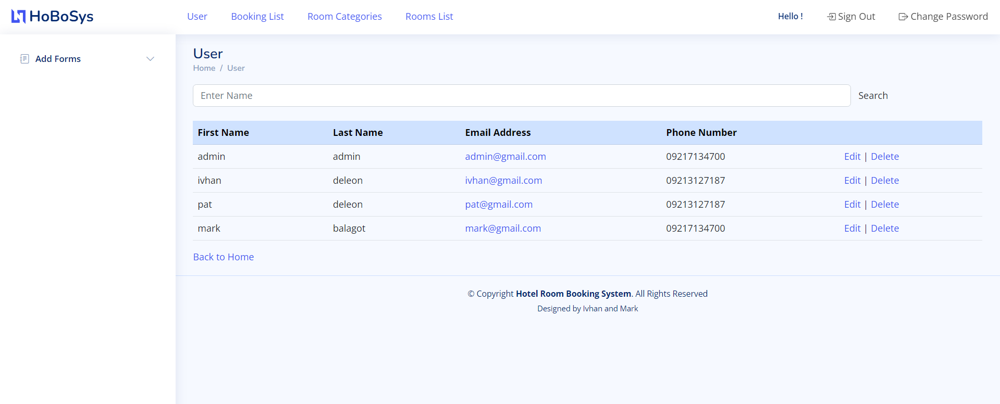 HoBoSys User Booking List Room Categories Rooms List Hello ! Sign Out Change Password
Add Forms
User
Home / User
Enter Name Search
First Name Last Name Email Address Phone Number
admin admin admin@gmail.com 09217134700 Edit | Delete
ivhan deleon ivhan@gmail.com 09213127187 Edit | Delete
pat deleon pat@gmail.com 09213127187 Edit | Delete
mark balagot mark@gmail.com 09217134700 Edit | Delete
Back to Home
© Copyright Hotel Room Booking System. All Rights Reserved
Designed by Ivhan and Mark